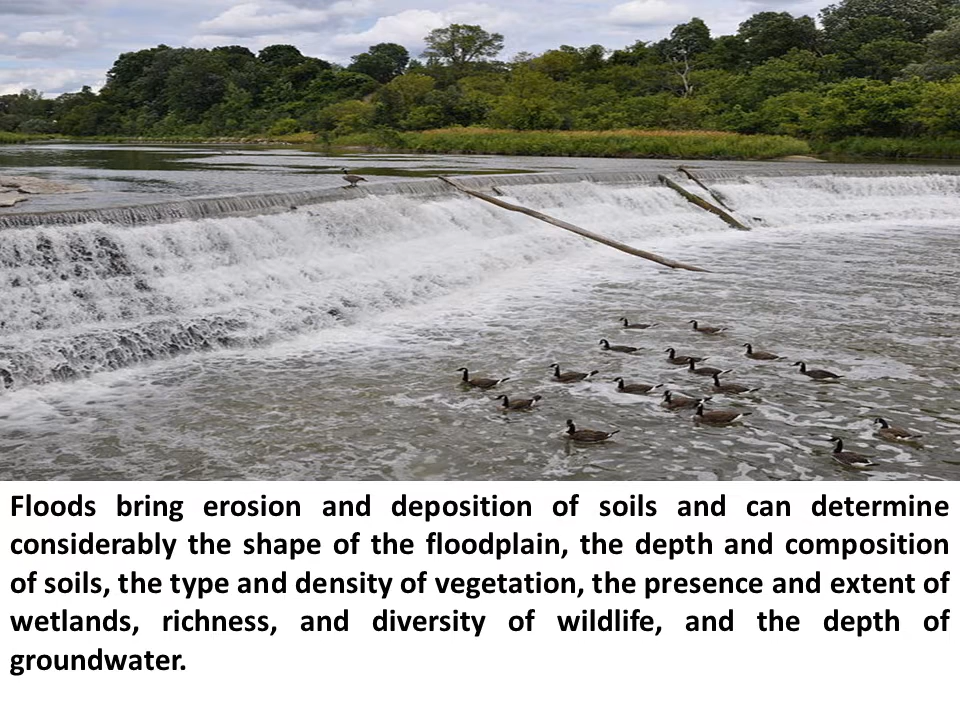 Floods bring erosion and deposition of soils and can determine
considerably the shape of the floodplain, the depth and composition
of soils, the type and density of vegetation, the presence and extent of
wetlands, richness, and diversity of wildlife, and the depth of
groundwater.